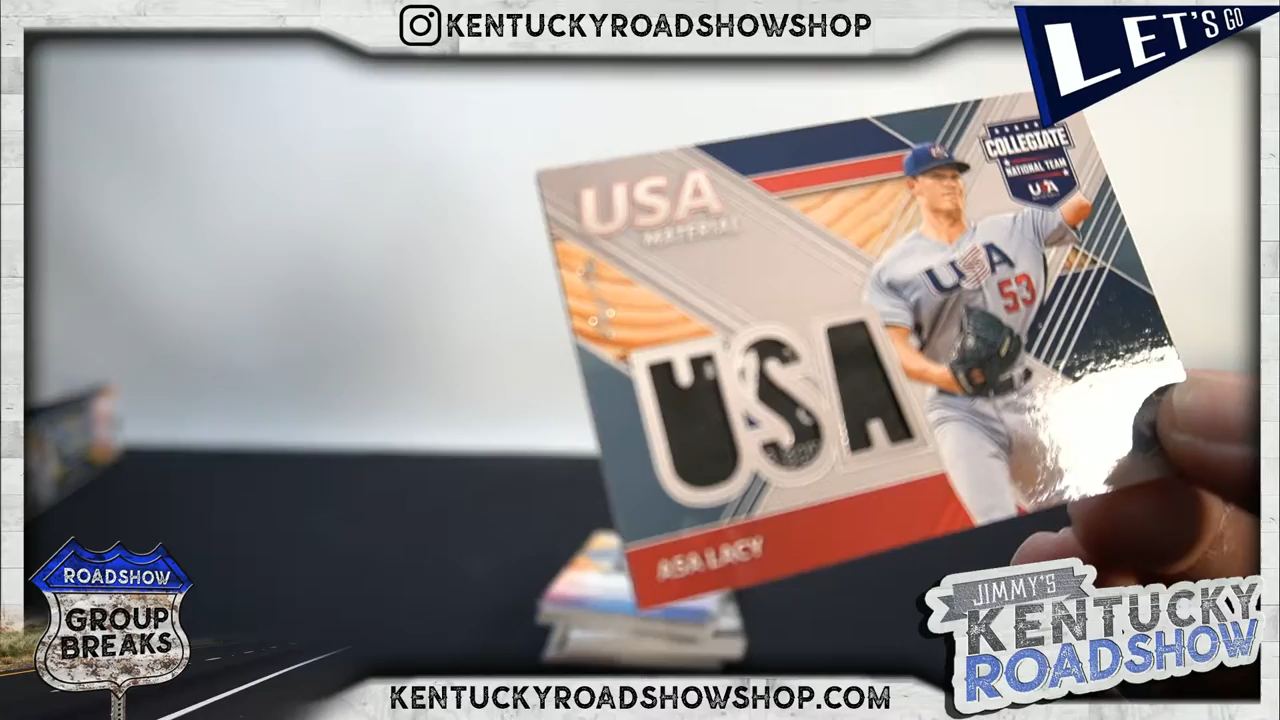 KENTUCKYROADSHOWSHOP
LET'S GO
COLLEGIATE
NATIONAL TEAM
USA
USA
MATERIAL
USA
53
USA
ASA LACY
ROADSHOW
GROUP
BREAKS
JIMMY'S
KENTUCKY
ROADSHOW
KENTUCKYROADSHOWSHOP.COM